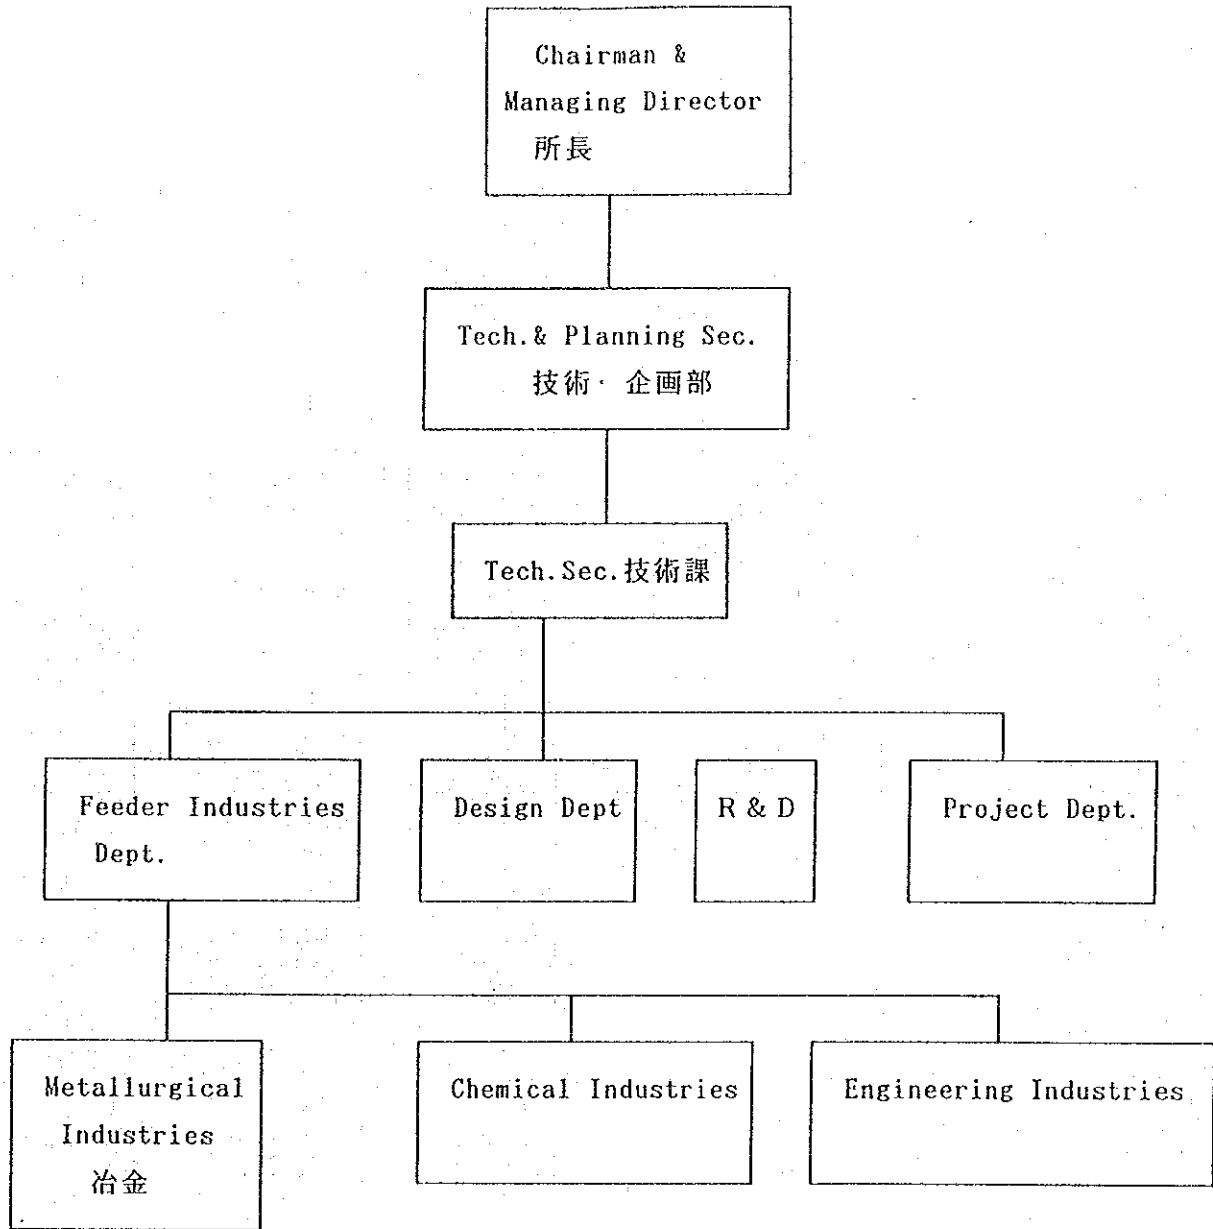 Chairman &
Managing Director
所長
Tech.& Planning Sec.
技術・企画部
Tech.Sec.技術課
Feeder Industries
Dept.
Design Dept
R & D
Project Dept.
Metallurgical
Industries
冶金
Chemical Industries
Engineering Industries